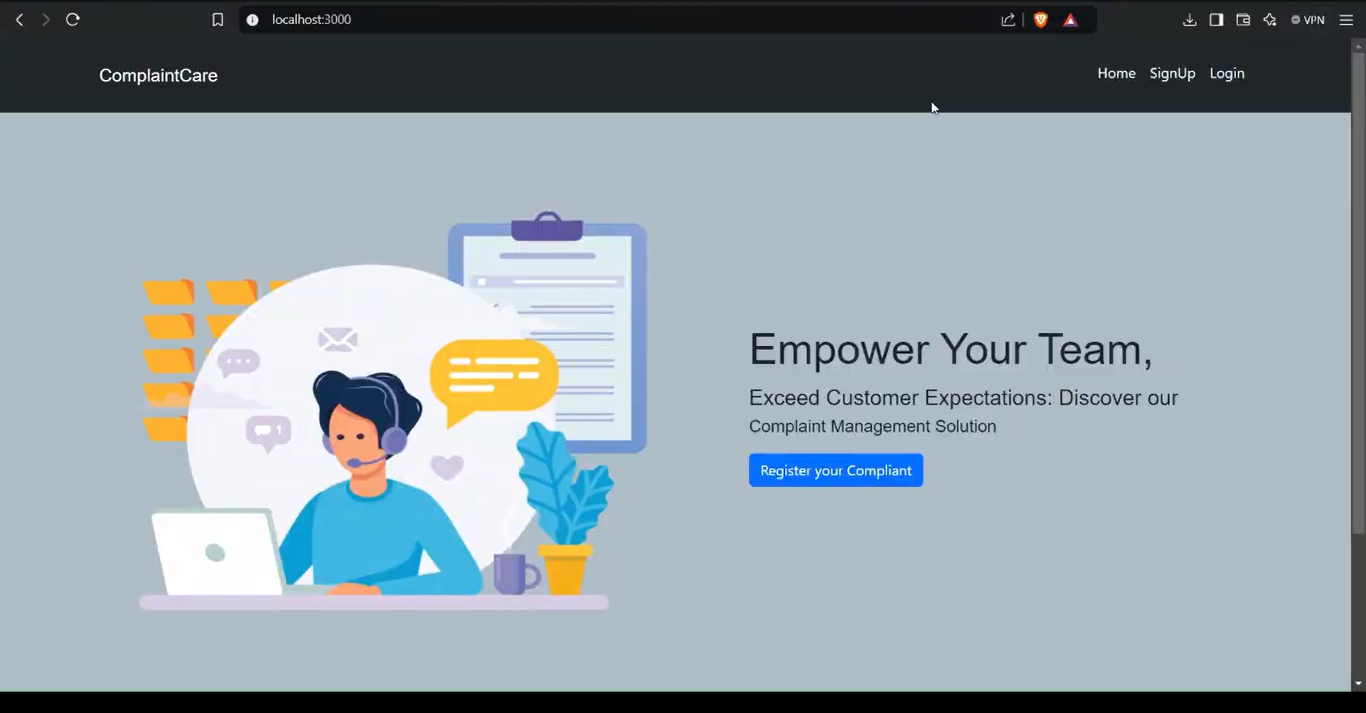 localhost:3000
VPN
ComplaintCare
Home SignUp Login
1
Empower Your Team,
Exceed Customer Expectations: Discover our
Complaint Management Solution
Register your Compliant